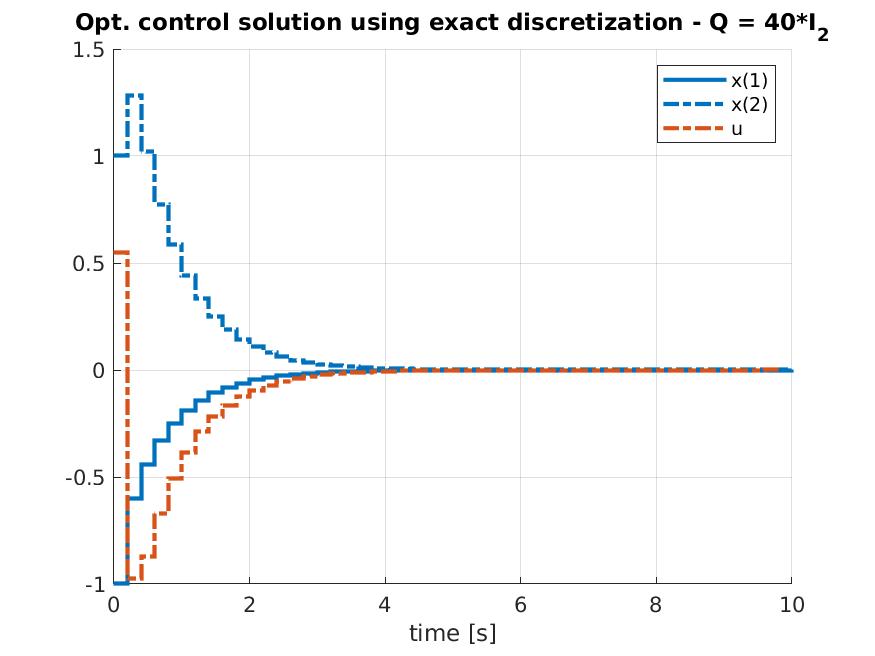 Opt. control solution using exact discretization - Q = 40*I₂
1.5
1
0.5
0
-0.5
-1
x(1)
x(2)
u
0 2 4 6 8 10
time [s]